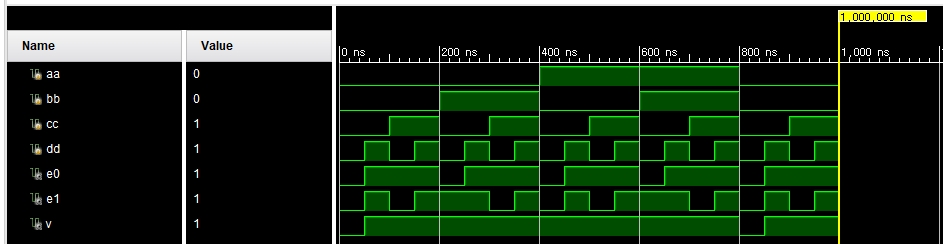 1,000,000 ns
Name Value 0 ns 200 ns 400 ns 600 ns 800 ns 1,000 ns
aa 0
bb 0
cc 1
dd 1
e0 1
e1 1
v 1